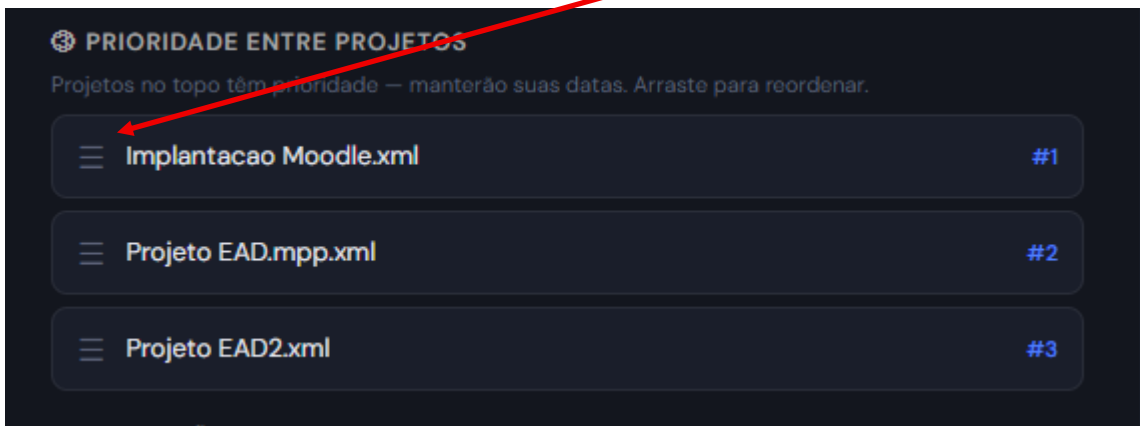 PRIORIDADE ENTRE PROJETOS
Projetos no topo têm prioridade — manterão suas datas. Arraste para reordenar.
Implantacao Moodle.xml #1
Projeto EAD.mpp.xml #2
Projeto EAD2.xml #3